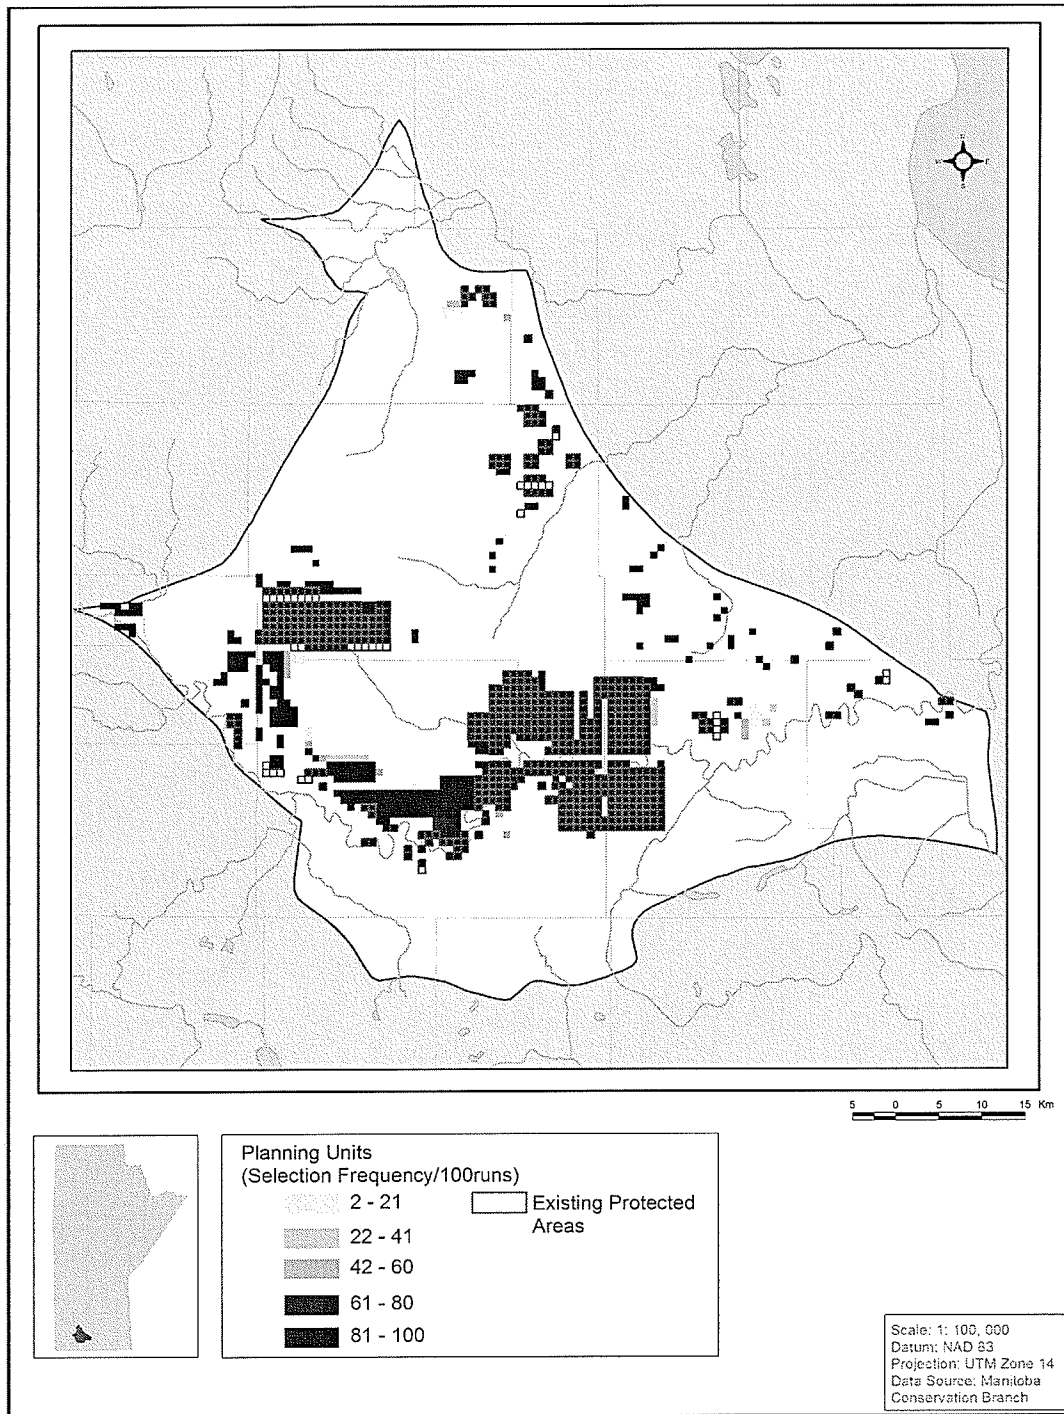 N
W E
S
5 0 5 10 15 Km
Planning Units
(Selection Frequency/100runs)
2 - 21
22 - 41
42 - 60
61 - 80
81 - 100
Existing Protected
Areas
Scale: 1: 100, 000
Datum: NAD 83
Projection: UTM Zone 14
Data Source: Manitoba
Conservation Branch